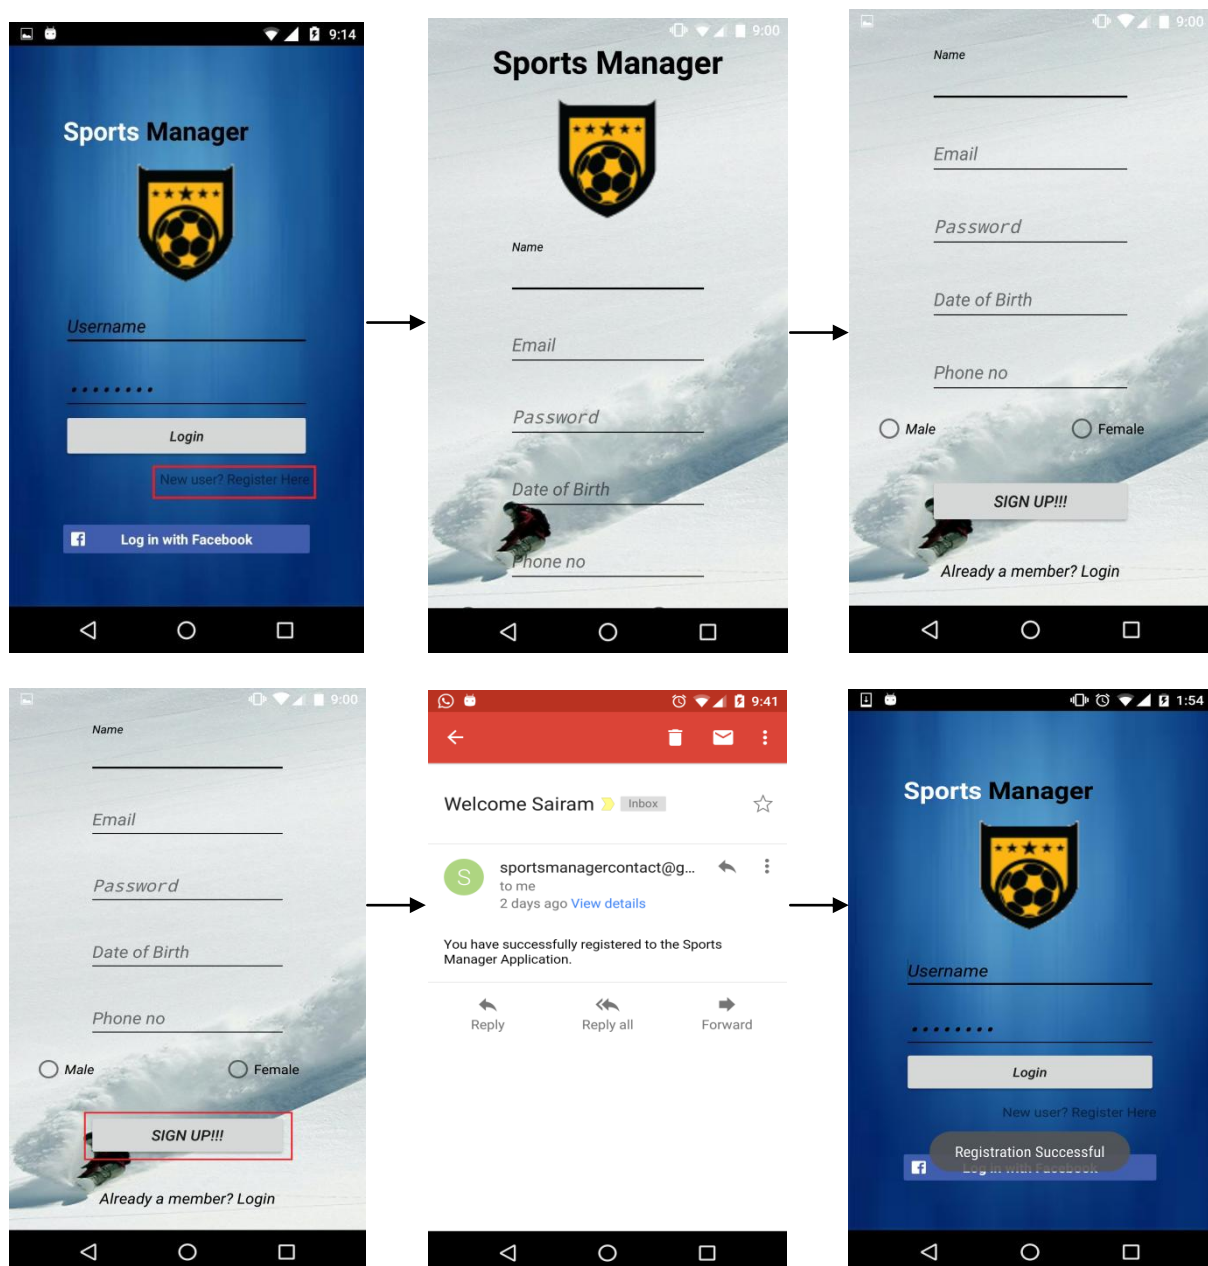 9:14
Sports Manager
Username
Login
New user? Register Here
Log in with Facebook
9:00
Sports Manager
Name
Email
Password
Date of Birth
Phone no
9:00
Name
Email
Password
Date of Birth
Phone no
Male Female
SIGN UP!!!
Already a member? Login
9:00
Name
Email
Password
Date of Birth
Phone no
Male Female
SIGN UP!!!
Already a member? Login
9:41
Welcome Sairam Inbox
S
sportsmanagercontact@g...
to me
2 days ago View details
You have successfully registered to the Sports
Manager Application.
Reply Reply all Forward
1:54
Sports Manager
Username
Login
New user? Register Here
Registration Successful
Log in with Facebook